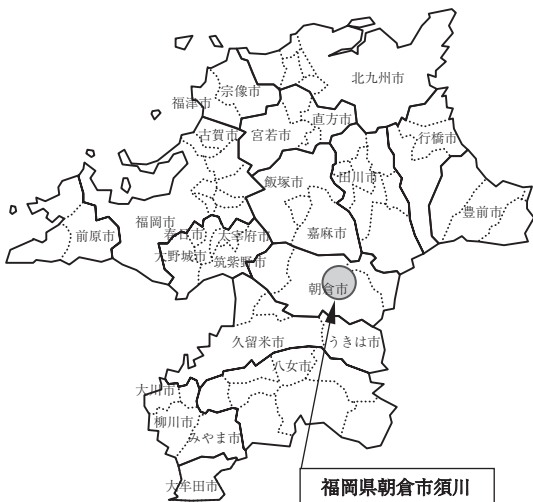 北九州市
宗像市
福津市
直方市
古賀市
宮若市
行橋市
飯塚市
田川市
豊前市
福岡市
春日市
太宰府市
前原市
嘉麻市
大野城市
筑紫野市
朝倉市
久留米市
うきは市
八女市
大川市
柳川市
みやま市
大牟田市
福岡県朝倉市須川